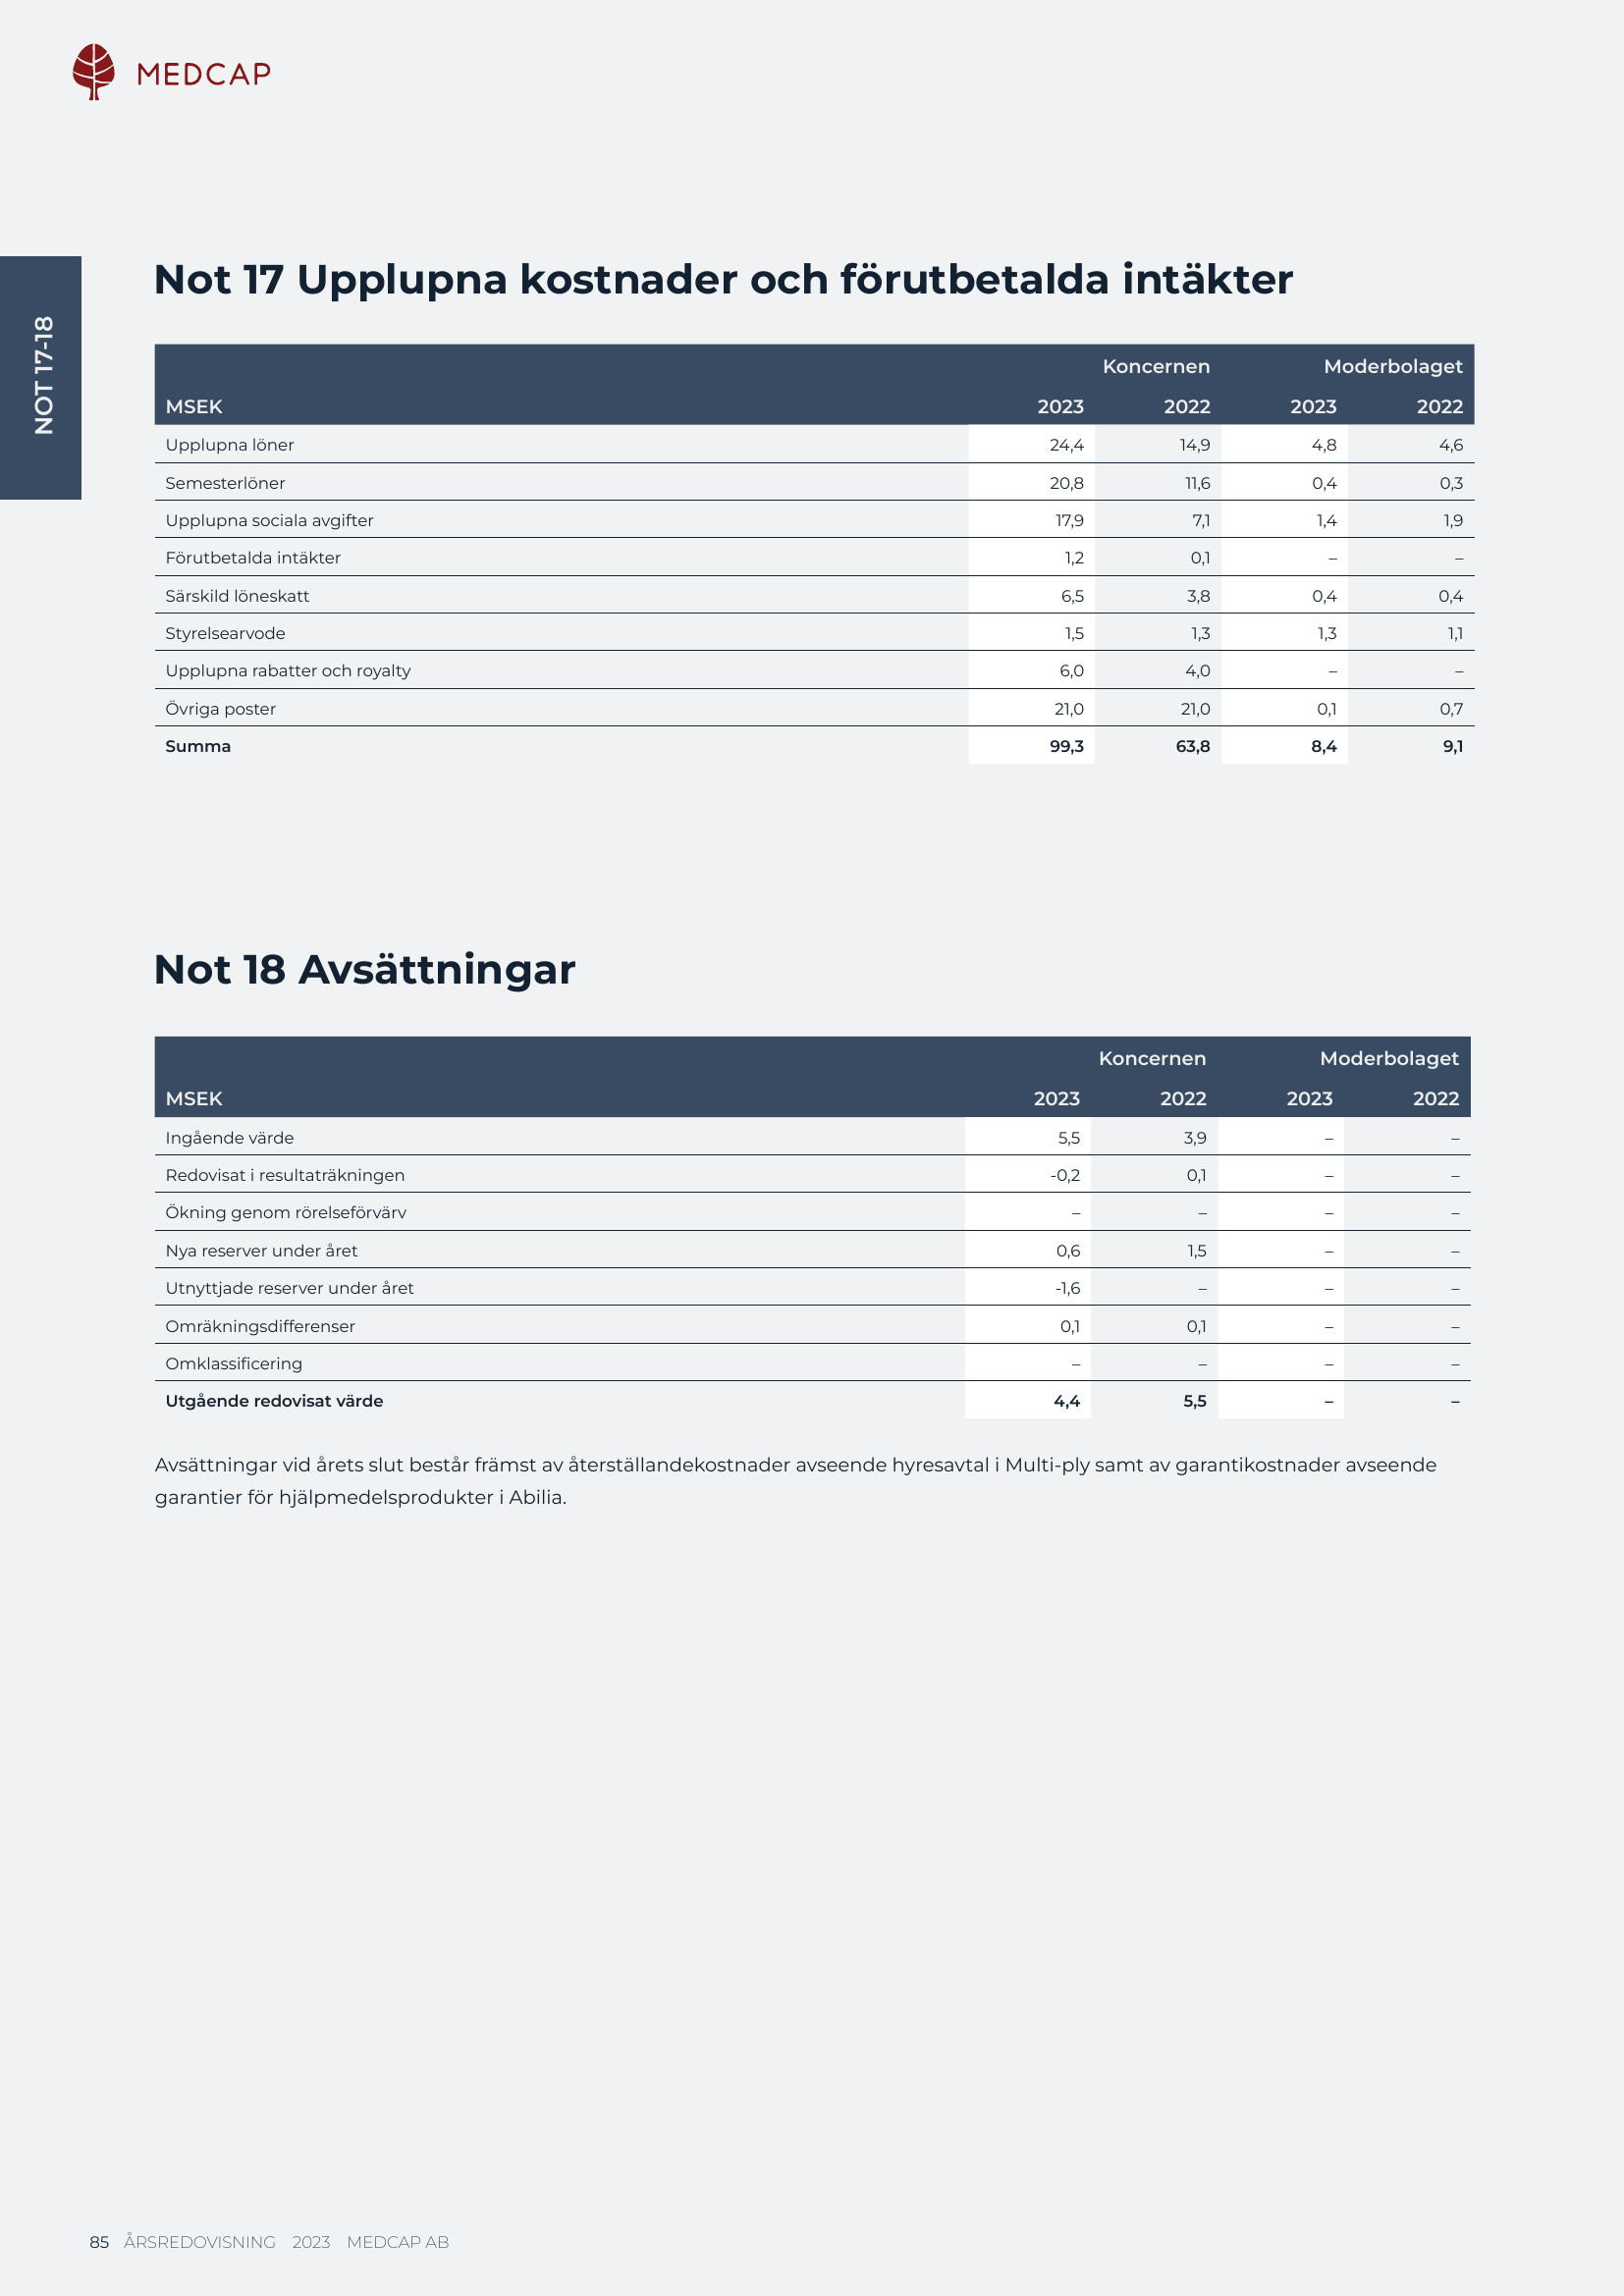 MEDCAP
NOT 17-18
Not 17 Upplupna kostnader och förutbetalda intäkter
Koncernen Moderbolaget
MSEK 2023 2022 2023 2022
Upplupna löner 24,4 14,9 4,8 4,6
Semesterlöner 20,8 11,6 0,4 0,3
Upplupna sociala avgifter 17,9 7,1 1,4 1,9
Förutbetalda intäkter 1,2 0,1 – –
Särskild löneskatt 6,5 3,8 0,4 0,4
Styrelsearvode 1,5 1,3 1,3 1,1
Upplupna rabatter och royalty 6,0 4,0 – –
Övriga poster 21,0 21,0 0,1 0,7
Summa 99,3 63,8 8,4 9,1
Not 18 Avsättningar
Koncernen Moderbolaget
MSEK 2023 2022 2023 2022
Ingående värde 5,5 3,9 – –
Redovisat i resultaträkningen -0,2 0,1 – –
Ökning genom rörelseförvärv – – – –
Nya reserver under året 0,6 1,5 – –
Utnyttjade reserver under året -1,6 – – –
Omräkningsdifferenser 0,1 0,1 – –
Omklassificering – – – –
Utgående redovisat värde 4,4 5,5 – –
Avsättningar vid årets slut består främst av återställandekostnader avseende hyresavtal i Multi-ply samt av garantikostnader avseende
garantier för hjälpmedelsprodukter i Abilia.
85 ÅRSREDOVISNING 2023 MEDCAP AB